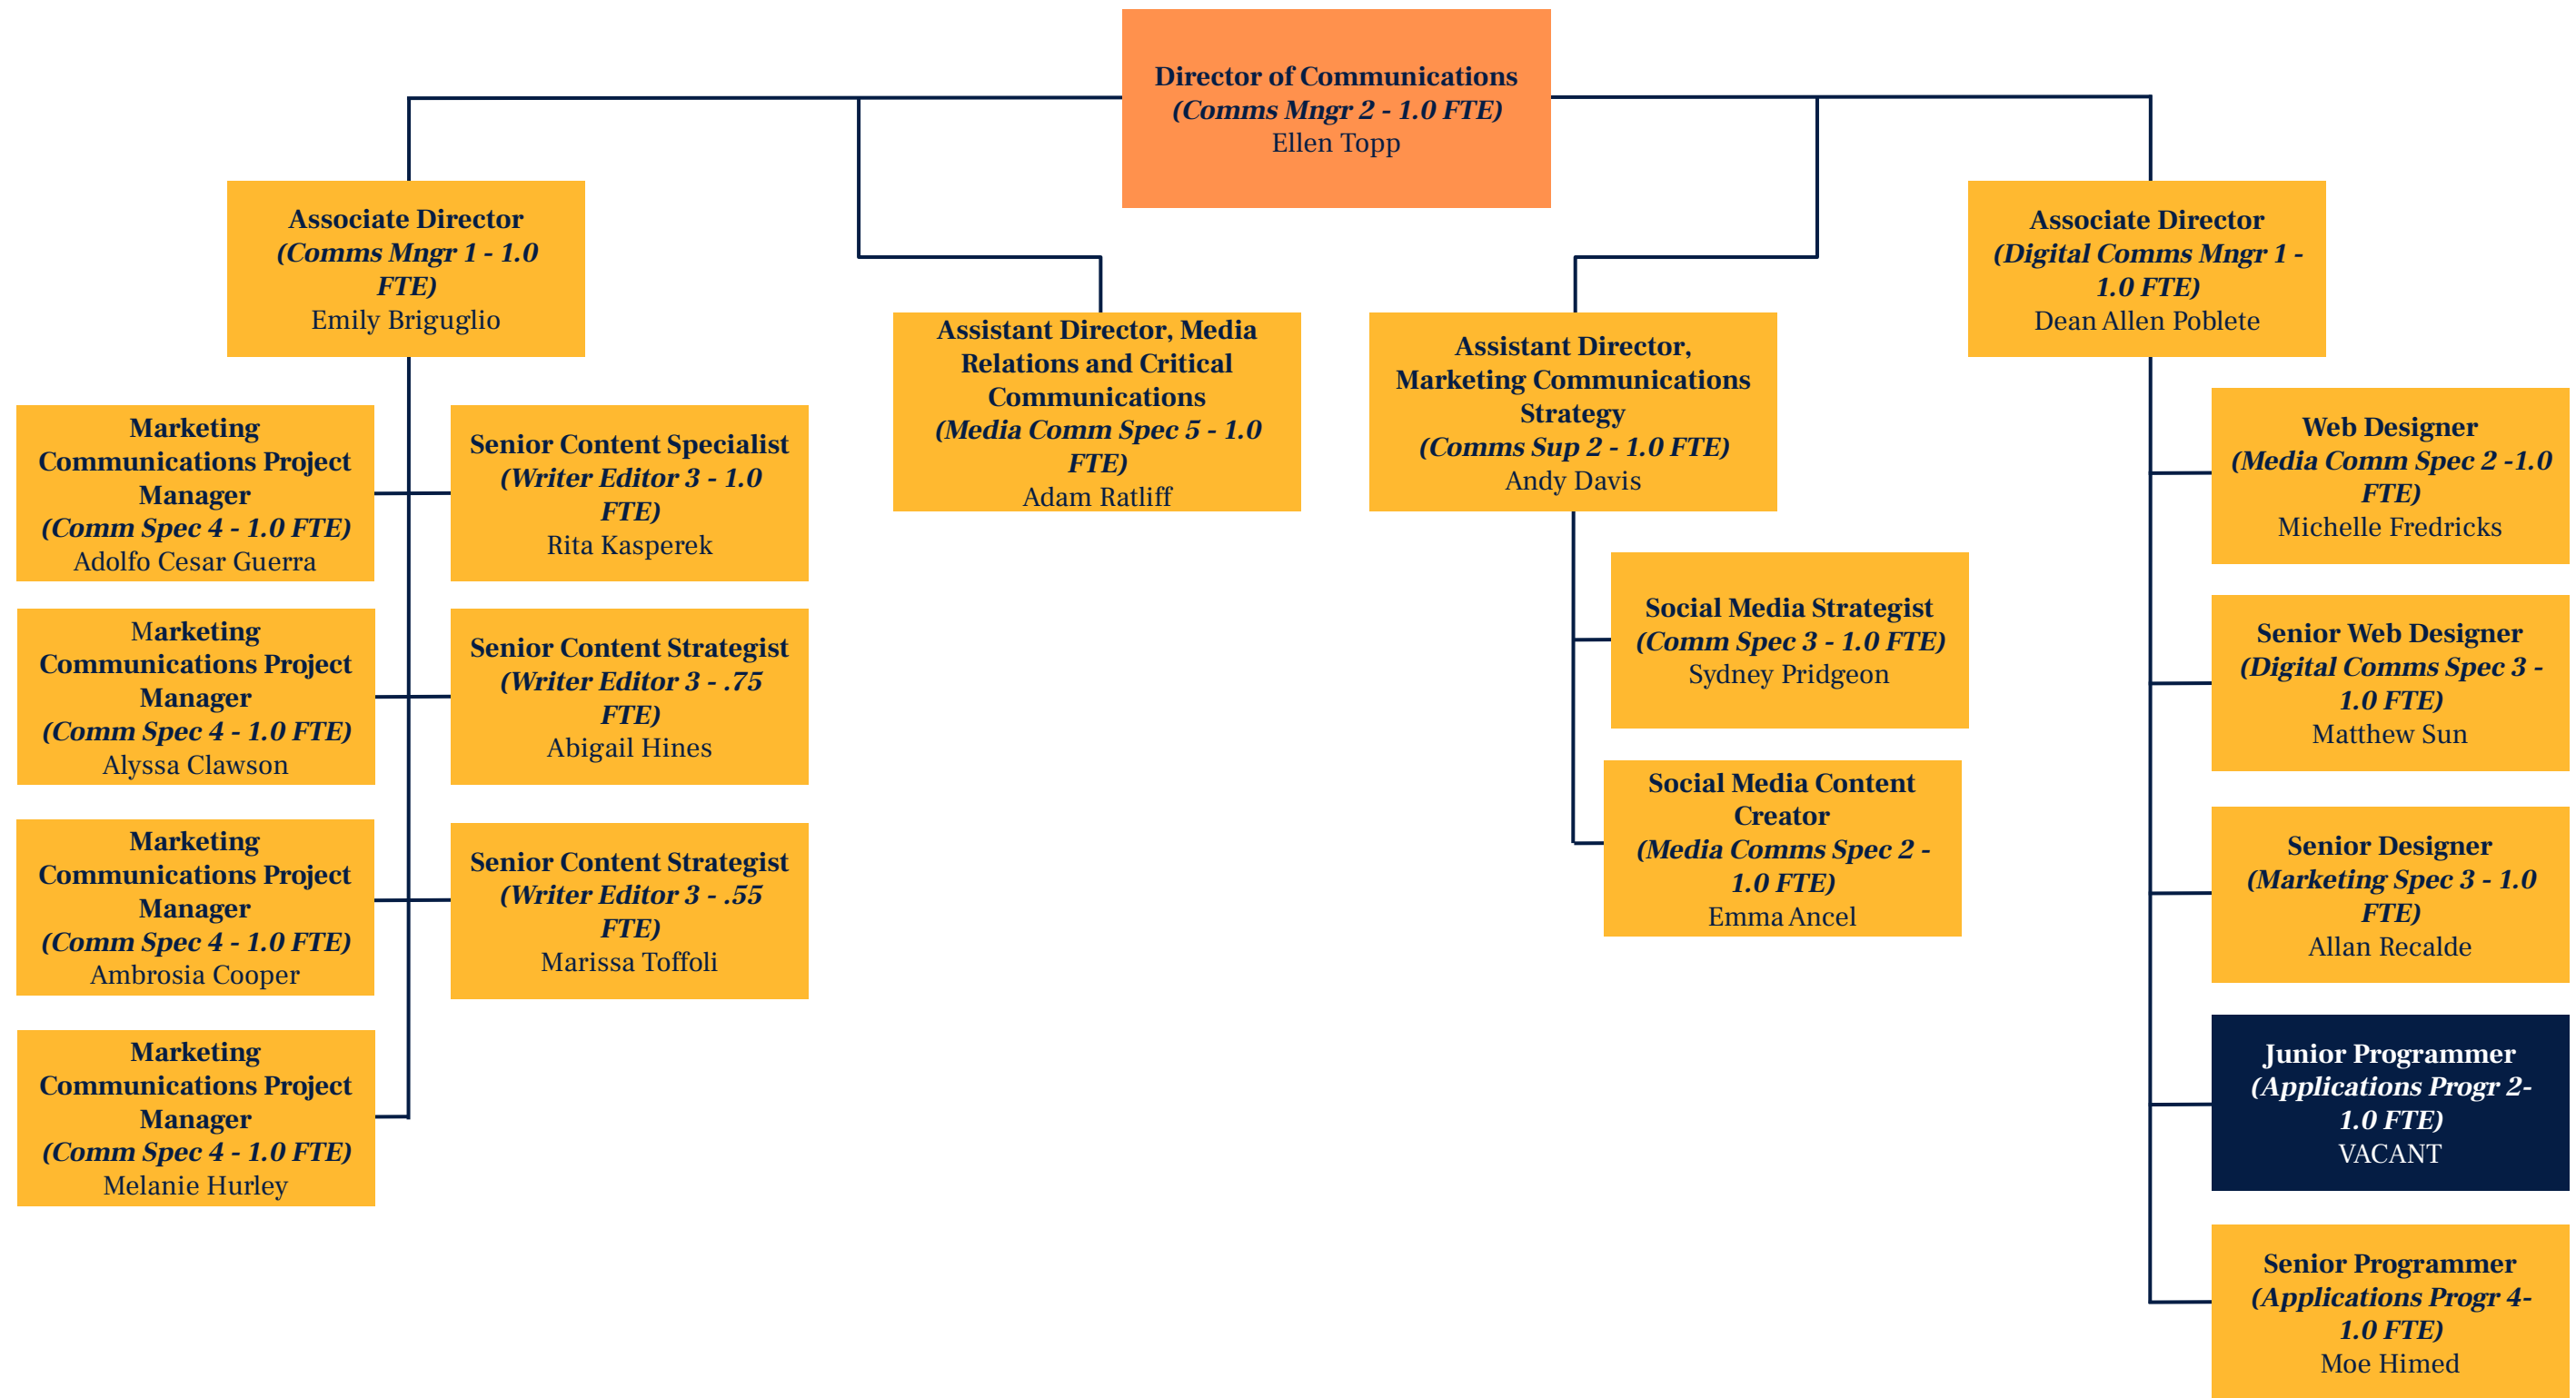 Director of Communications
(Comms Mngr 2 - 1.0 FTE)
Ellen Topp
Associate Director
(Comms Mngr 1 - 1.0
FTE)
Emily Briguglio
Marketing
Communications Project
Manager
(Comm Spec 4 - 1.0 FTE)
Adolfo Cesar Guerra
Senior Content Specialist
(Writer Editor 3 - 1.0
FTE)
Rita Kasperek
Marketing
Communications Project
Manager
(Comm Spec 4 - 1.0 FTE)
Alyssa Clawson
Senior Content Strategist
(Writer Editor 3 - .75
FTE)
Abigail Hines
Marketing
Communications Project
Manager
(Comm Spec 4 - 1.0 FTE)
Ambrosia Cooper
Senior Content Strategist
(Writer Editor 3 - .55
FTE)
Marissa Toffoli
Marketing
Communications Project
Manager
(Comm Spec 4 - 1.0 FTE)
Melanie Hurley
Assistant Director, Media
Relations and Critical
Communications
(Media Comm Spec 5 - 1.0
FTE)
Adam Ratliff
Assistant Director,
Marketing Communications
Strategy
(Comms Sup 2 - 1.0 FTE)
Andy Davis
Social Media Strategist
(Comm Spec 3 - 1.0 FTE)
Sydney Pridgeon
Social Media Content
Creator
(Media Comms Spec 2 -
1.0 FTE)
Emma Ancel
Associate Director
(Digital Comms Mngr 1 -
1.0 FTE)
Dean Allen Poblete
Web Designer
(Media Comm Spec 2 -1.0
FTE)
Michelle Fredricks
Senior Web Designer
(Digital Comms Spec 3 -
1.0 FTE)
Matthew Sun
Senior Designer
(Marketing Spec 3 - 1.0
FTE)
Allan Recalde
Junior Programmer
(Applications Progr 2-
1.0 FTE)
VACANT
Senior Programmer
(Applications Progr 4-
1.0 FTE)
Moe Himed